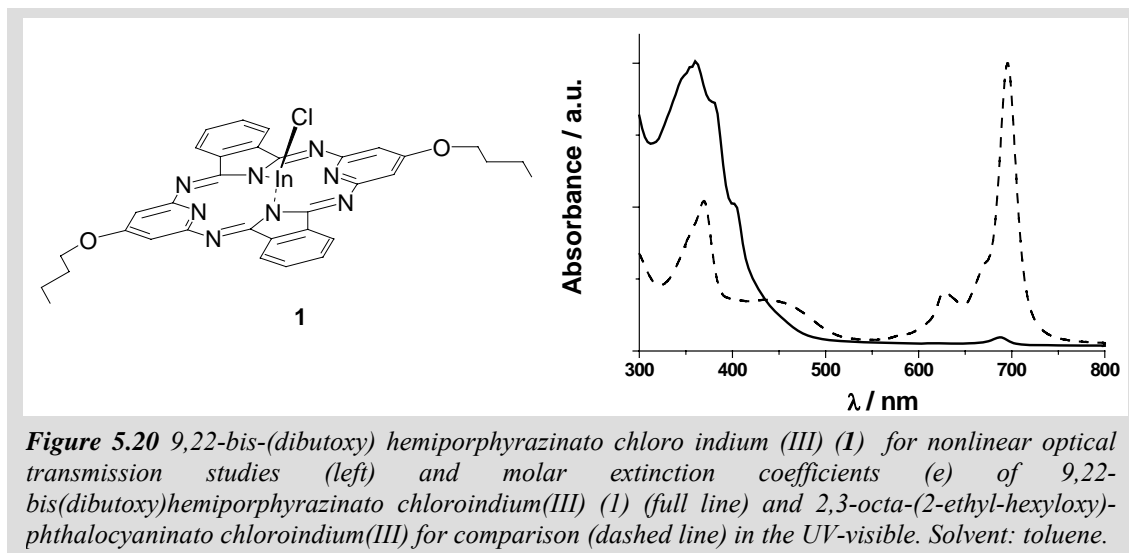 Cl
N
N
O
N
In
N
N
N
N
O
N
1
Absorbance / a.u.
300 400 500 600 700 800
λ / nm
Figure 5.20 9,22-bis-(dibutoxy) hemiporphyrazinato chloro indium (III) (1) for nonlinear optical
transmission studies (left) and molar extinction coefficients (e) of 9,22-
bis(dibutoxy)hemiporphyrazinato chloroindium(III) (1) (full line) and 2,3-octa-(2-ethyl-hexyloxy)-
phthalocyaninato chloroindium(III) for comparison (dashed line) in the UV-visible. Solvent: toluene.